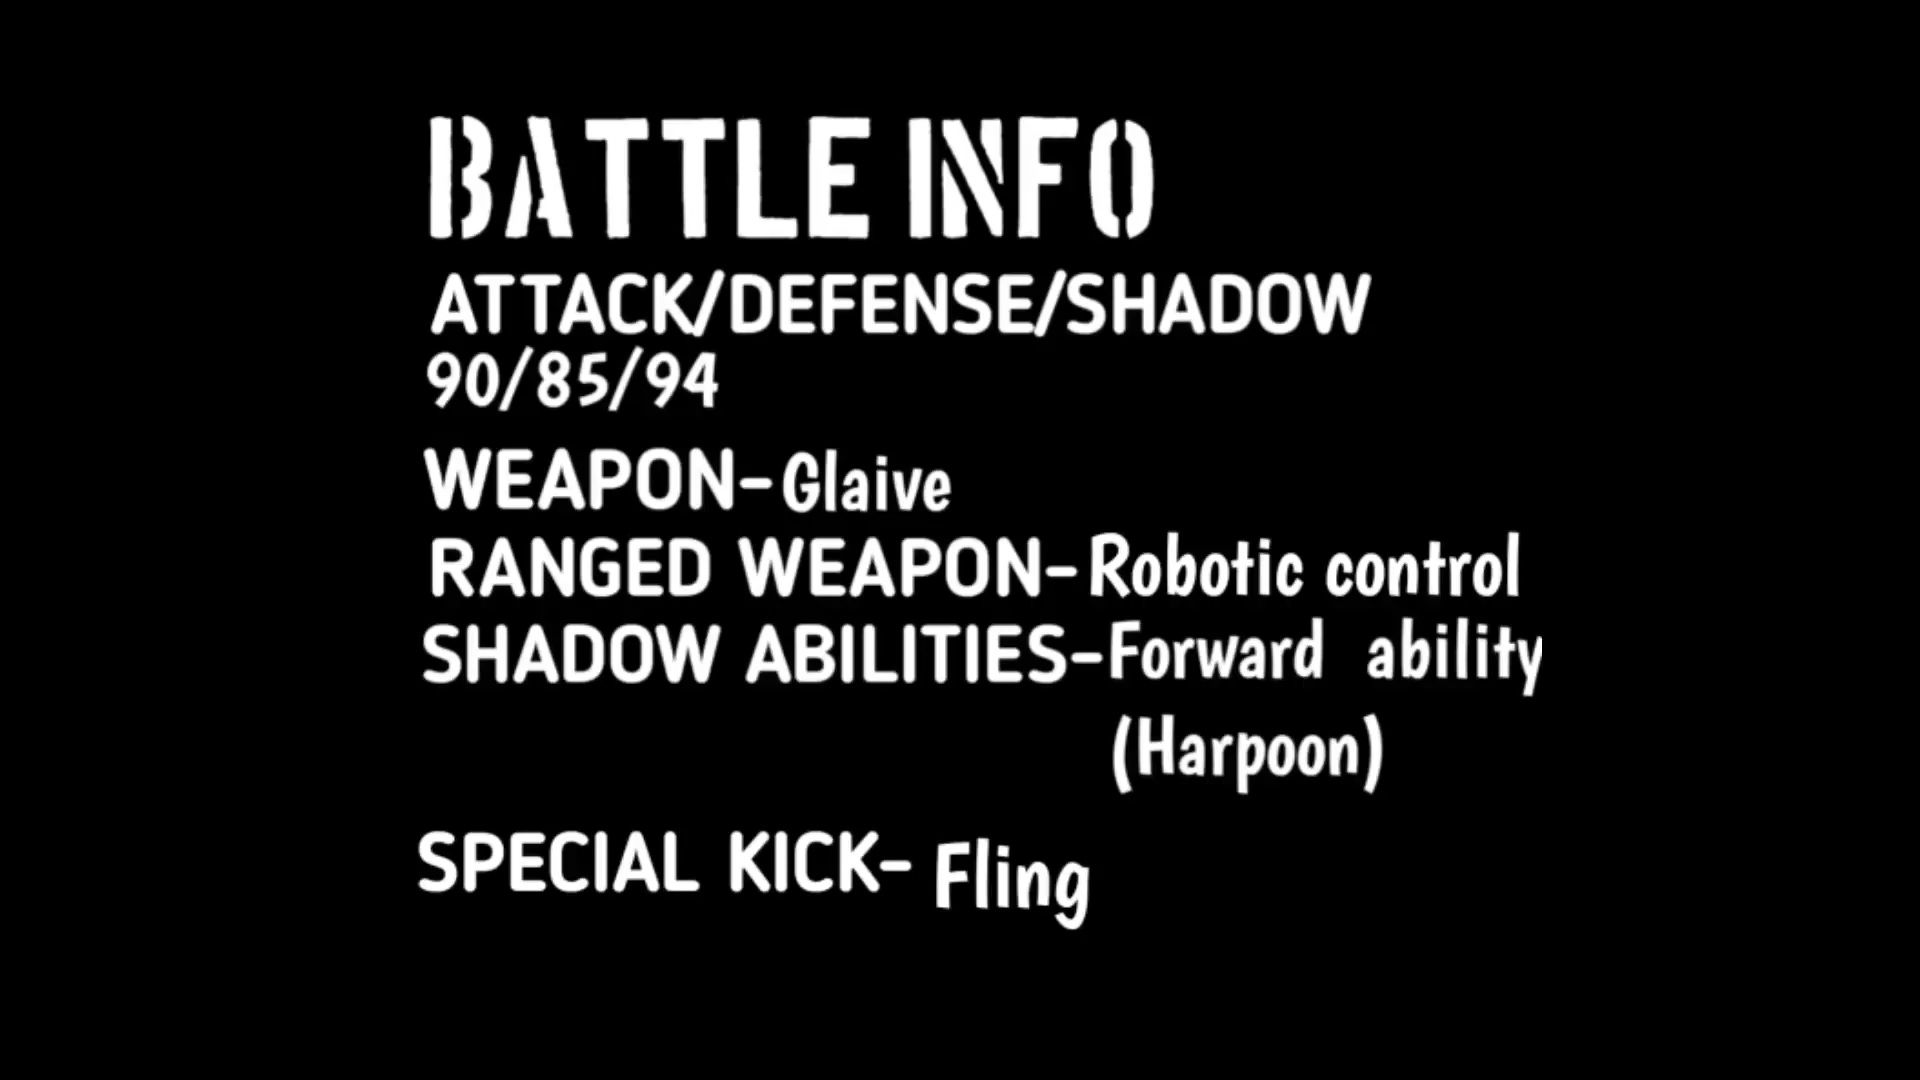 BATTLE INFO
ATTACK/DEFENSE/SHADOW
90/85/94
WEAPON-Glaive
RANGED WEAPON-Robotic control
SHADOW ABILITIES-Forward ability
(Harpoon)
SPECIAL KICK- Fling